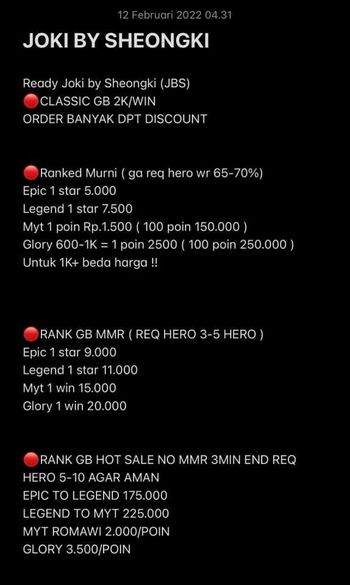 12 Februari 2022 04.31
JOKI BY SHEONGKI
Ready Joki by Sheongki (JBS)
🔴CLASSIC GB 2K/WIN
ORDER BANYAK DPT DISCOUNT
🔴Ranked Murni ( ga req hero wr 65-70%)
Epic 1 star 5.000
Legend 1 star 7.500
Myt 1 poin Rp.1.500 ( 100 poin 150.000 )
Glory 600-1K = 1 poin 2500 ( 100 poin 250.000 )
Untuk 1K+ beda harga !!
🔴RANK GB MMR ( REQ HERO 3-5 HERO )
Epic 1 star 9.000
Legend 1 star 11.000
Myt 1 win 15.000
Glory 1 win 20.000
🔴RANK GB HOT SALE NO MMR 3MIN END REQ
HERO 5-10 AGAR AMAN
EPIC TO LEGEND 175.000
LEGEND TO MYT 225.000
MYT ROMAWI 2.000/POIN
GLORY 3.500/POIN